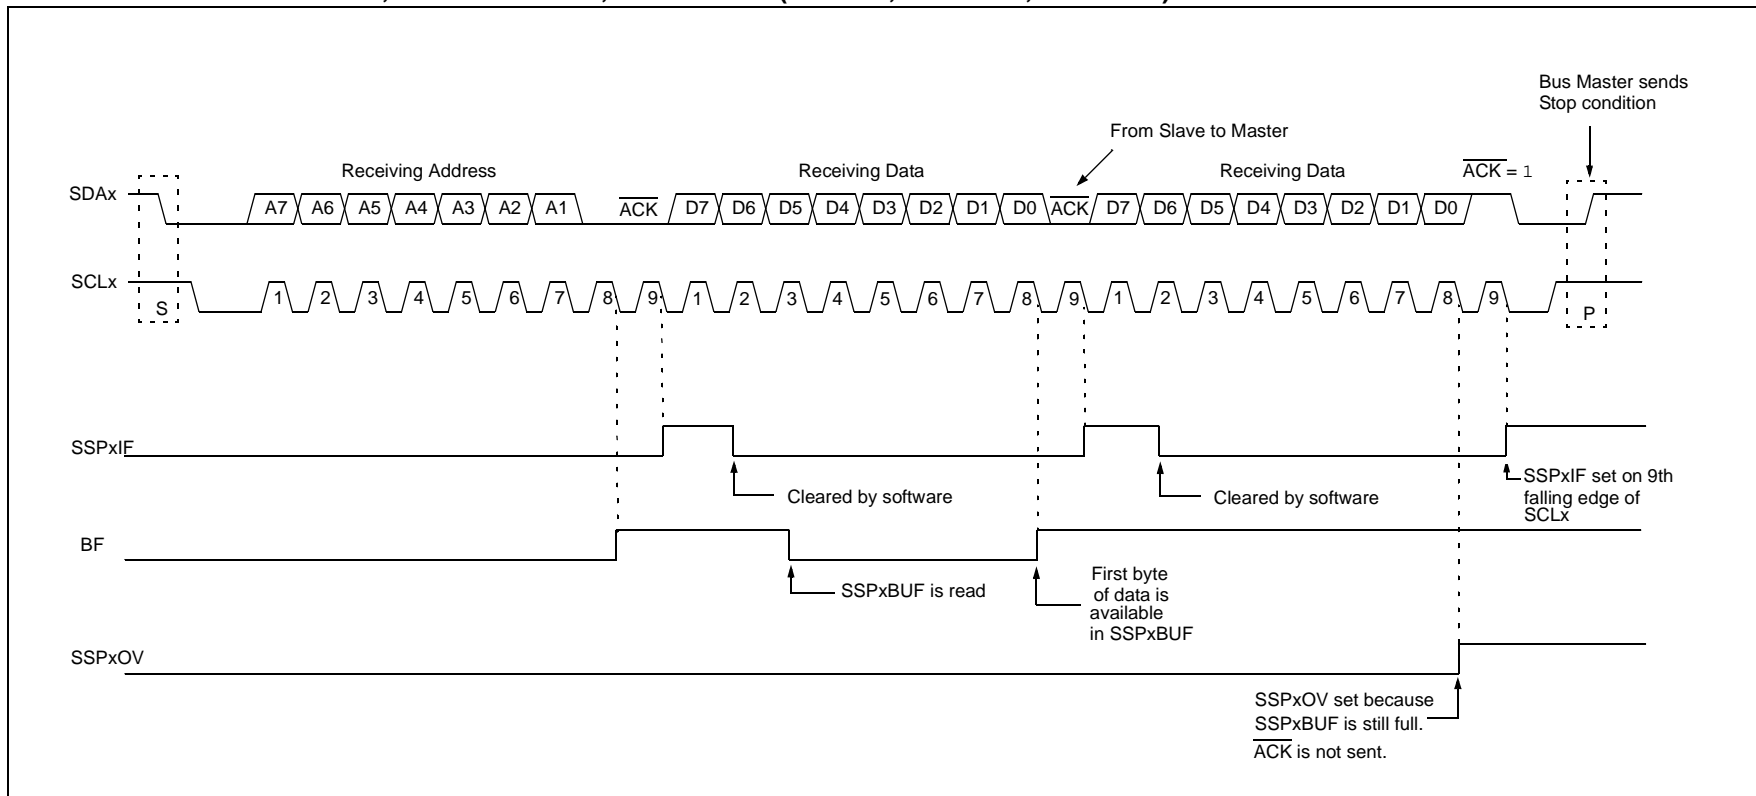 Bus Master sends
Stop condition
From Slave to Master
Receiving Address
Receiving Data
Receiving Data
ACK = 1
SDAx
A7 A6 A5 A4 A3 A2 A1 ACK D7 D6 D5 D4 D3 D2 D1 D0 ACK D7 D6 D5 D4 D3 D2 D1 D0
SCLx
S 1 2 3 4 5 6 7 8 9 1 2 3 4 5 6 7 8 9 1 2 3 4 5 6 7 8 9 P
SSPxIF
Cleared by software
Cleared by software
SSPxIF set on 9th
falling edge of
SCLx
BF
SSPxBUF is read
First byte
of data is
available
in SSPxBUF
SSPxOV
SSPxOV set because
SSPxBUF is still full.
ACK is not sent.